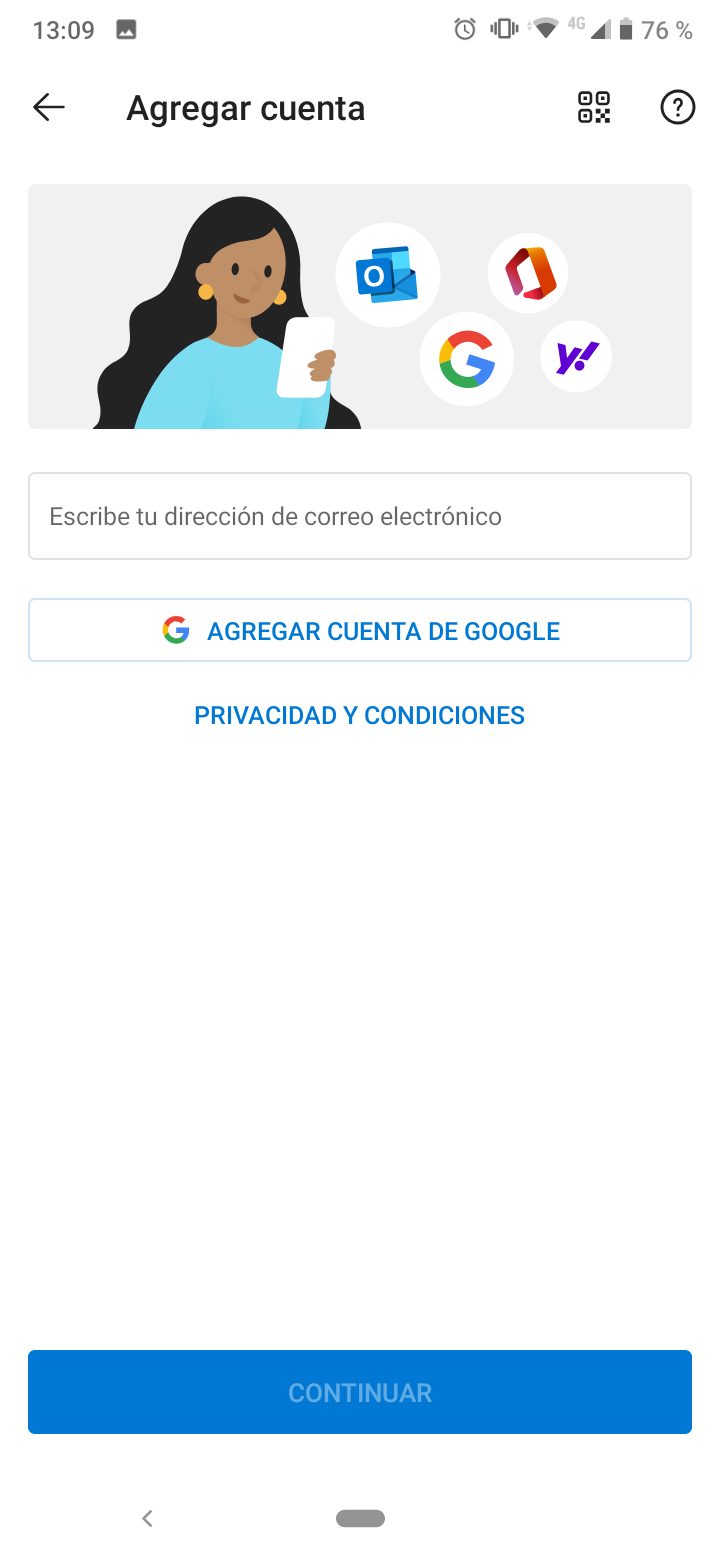 13:09 4G 76 %
Agregar cuenta
Escribe tu dirección de correo electrónico
AGREGAR CUENTA DE GOOGLE
PRIVACIDAD Y CONDICIONES
CONTINUAR